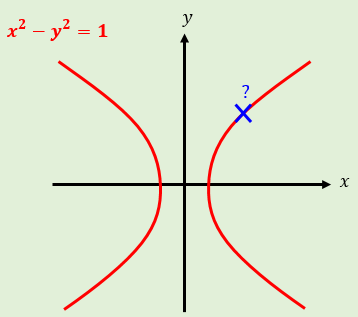 y
x² − y² = 1
?
x